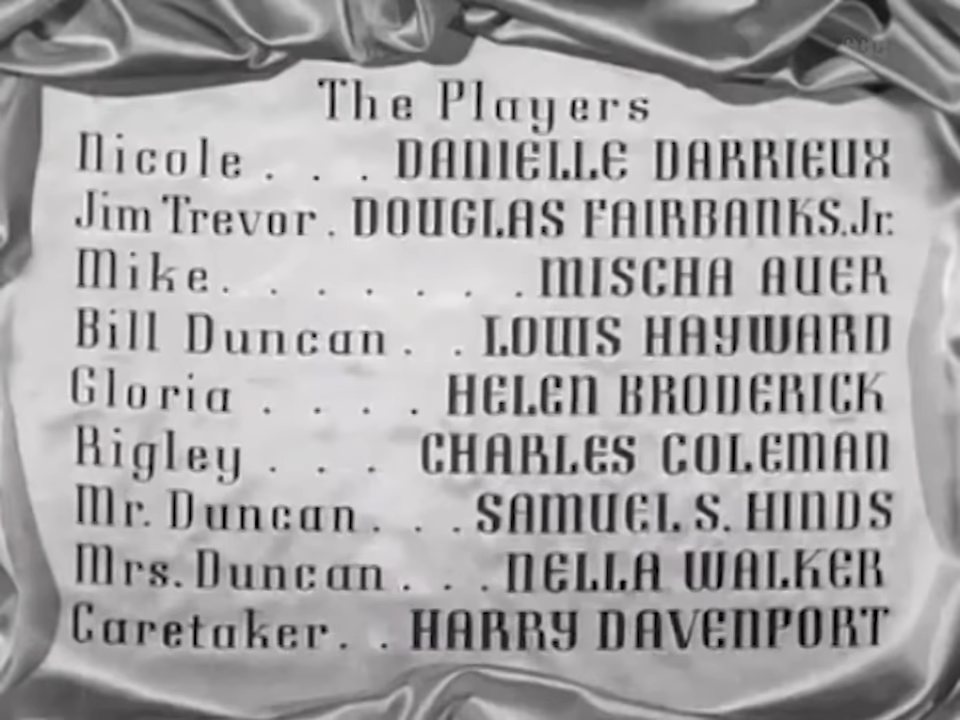 The Players
Nicole . . . DANIELLE DARRIEUX
Jim Trevor . DOUGLAS FAIRBANKS, Jr.
Mike . . . . . . . MISCHA AUER
Bill Duncan . . LOUIS HAYWARD
Gloria . . . . HELEN BRODERICK
Rigley . . . CHARLES COLEMAN
Mr. Duncan . . . SAMUEL S. HINDS
Mrs. Duncan . . . NELLA WALKER
Caretaker . . HARRY DAVENPORT